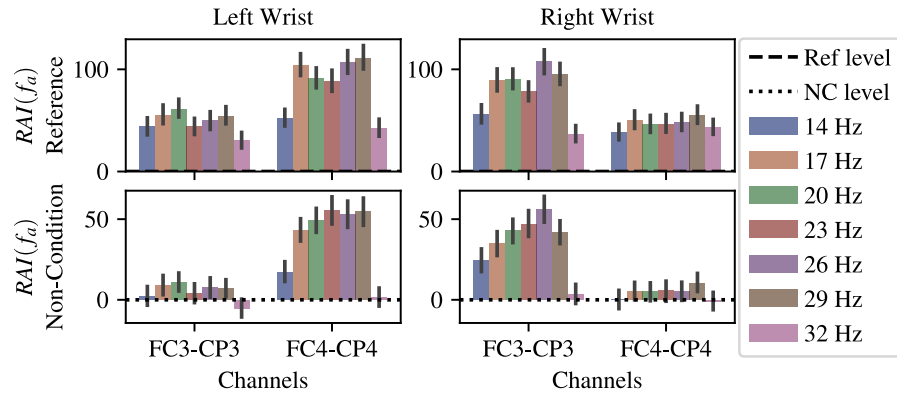 Left Wrist
Right Wrist
RAI(fₐ)
Reference
100
0
100
0
RAI(fₐ)
Non-Condition
50
0
50
0
FC3-CP3
FC4-CP4
FC3-CP3
FC4-CP4
Channels
Channels
Ref level
NC level
14 Hz
17 Hz
20 Hz
23 Hz
26 Hz
29 Hz
32 Hz